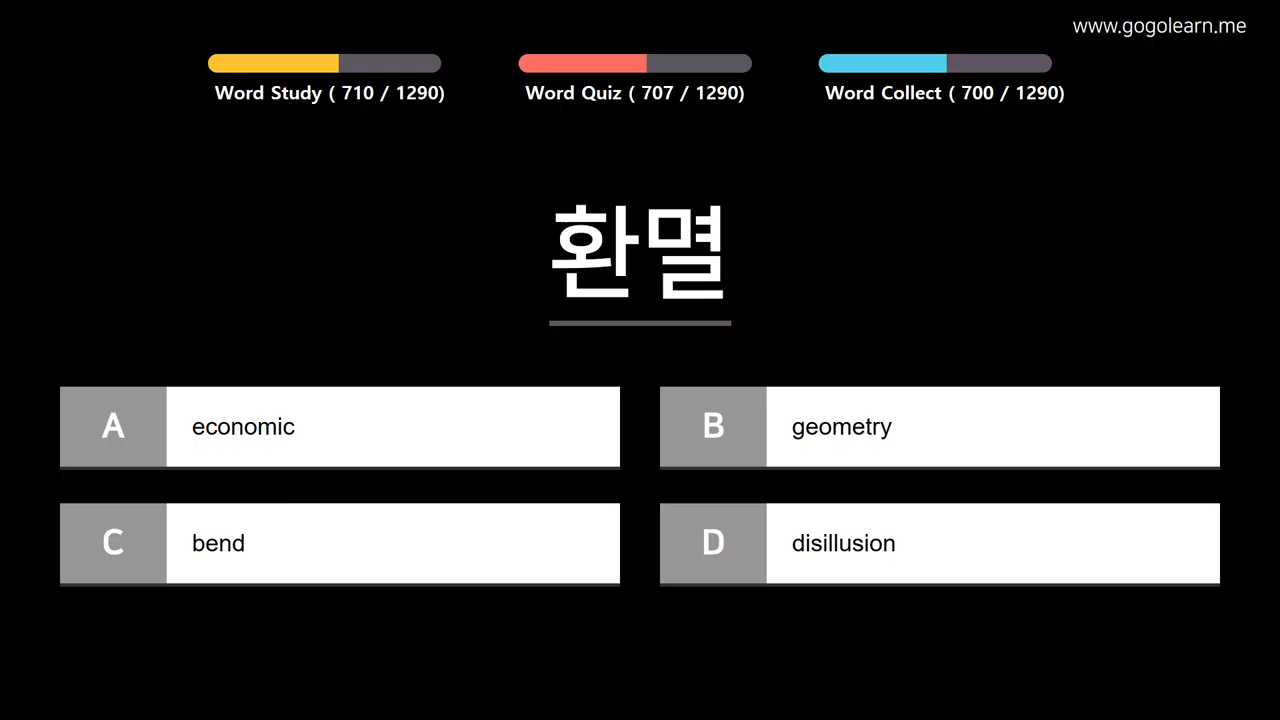 www.gogolearn.me
Word Study ( 710 / 1290)
Word Quiz ( 707 / 1290)
Word Collect ( 700 / 1290)
환멸
A economic
B geometry
C bend
D disillusion